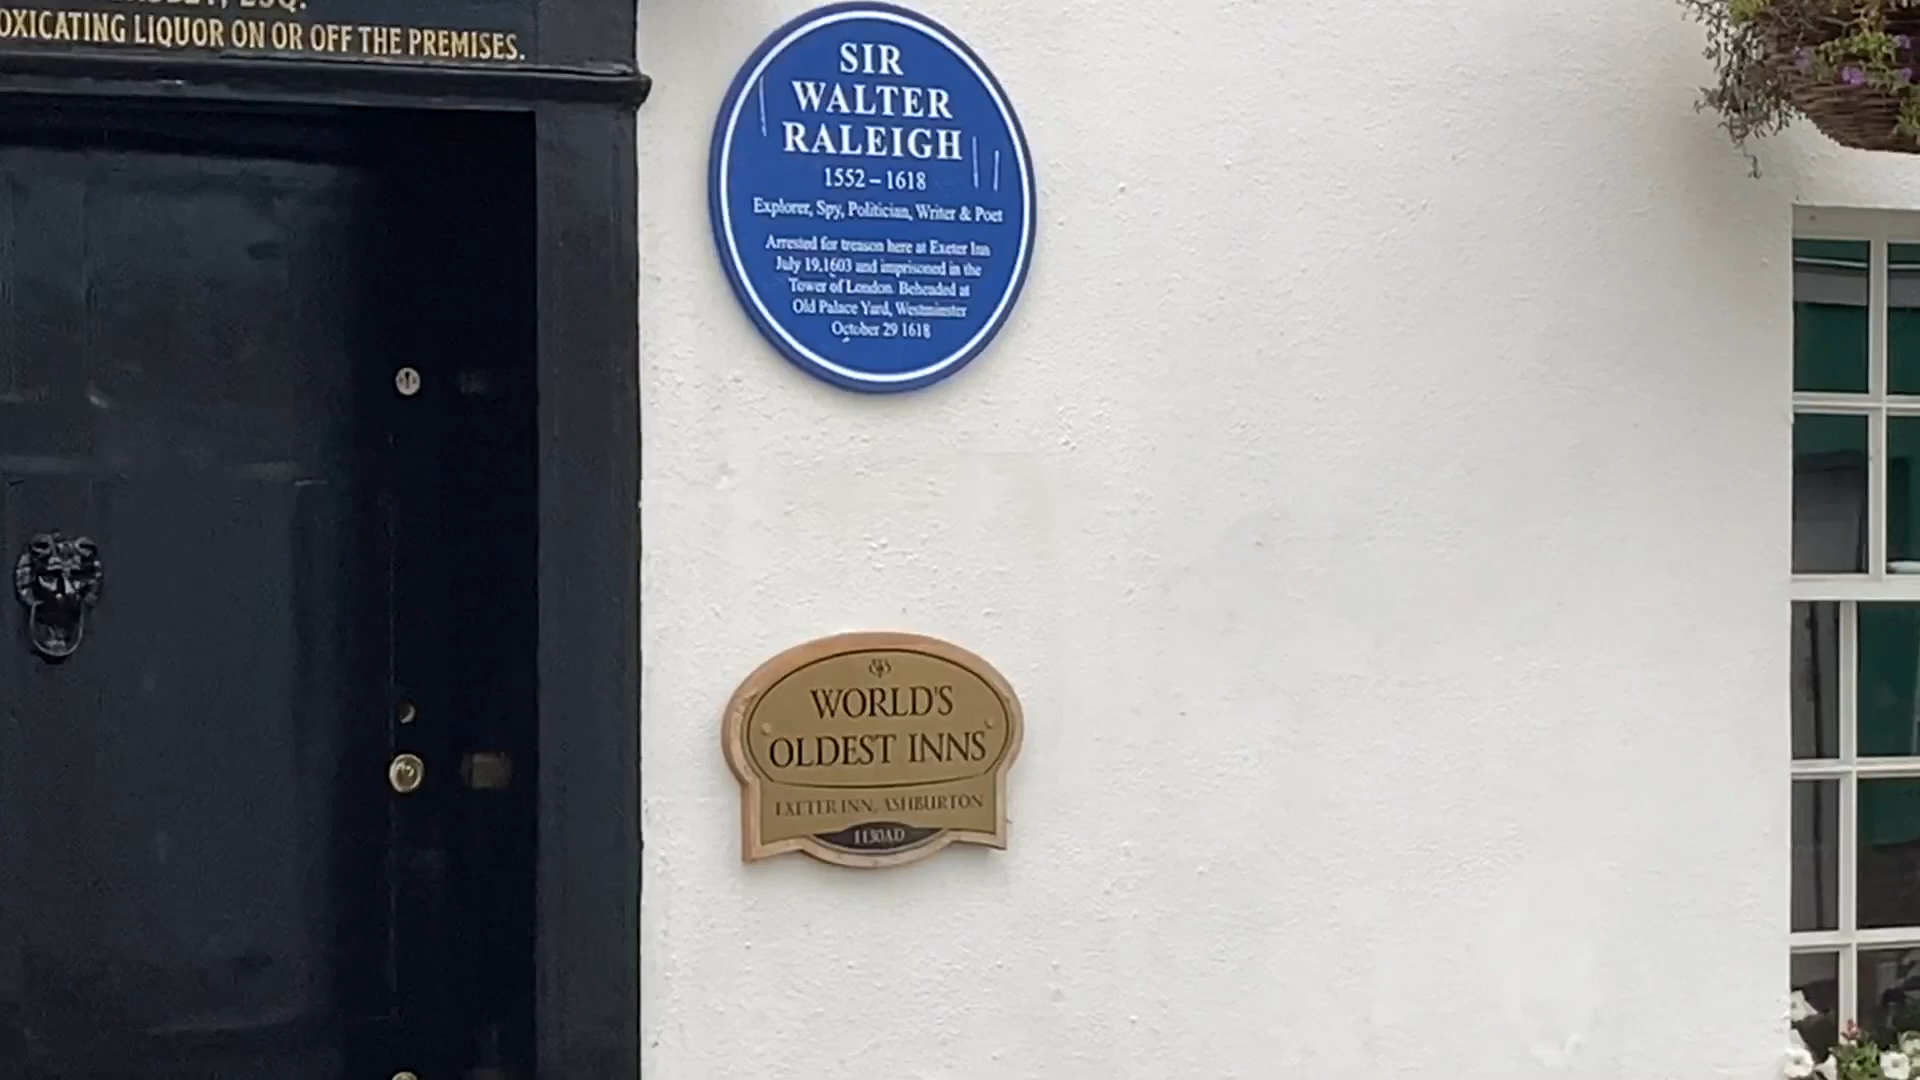 ESQ.
OXICATING LIQUOR ON OR OFF THE PREMISES.
SIR
WALTER
RALEIGH
1552 – 1618
Explorer, Spy, Politician, Writer & Poet
Arrested for treason here at Exeter Inn
July 19,1603 and imprisoned in the
Tower of London. Beheaded at
Old Palace Yard, Westminster
October 29 1618
WORLD'S
OLDEST INNS
EXETER INN, ASHBURTON
1130AD